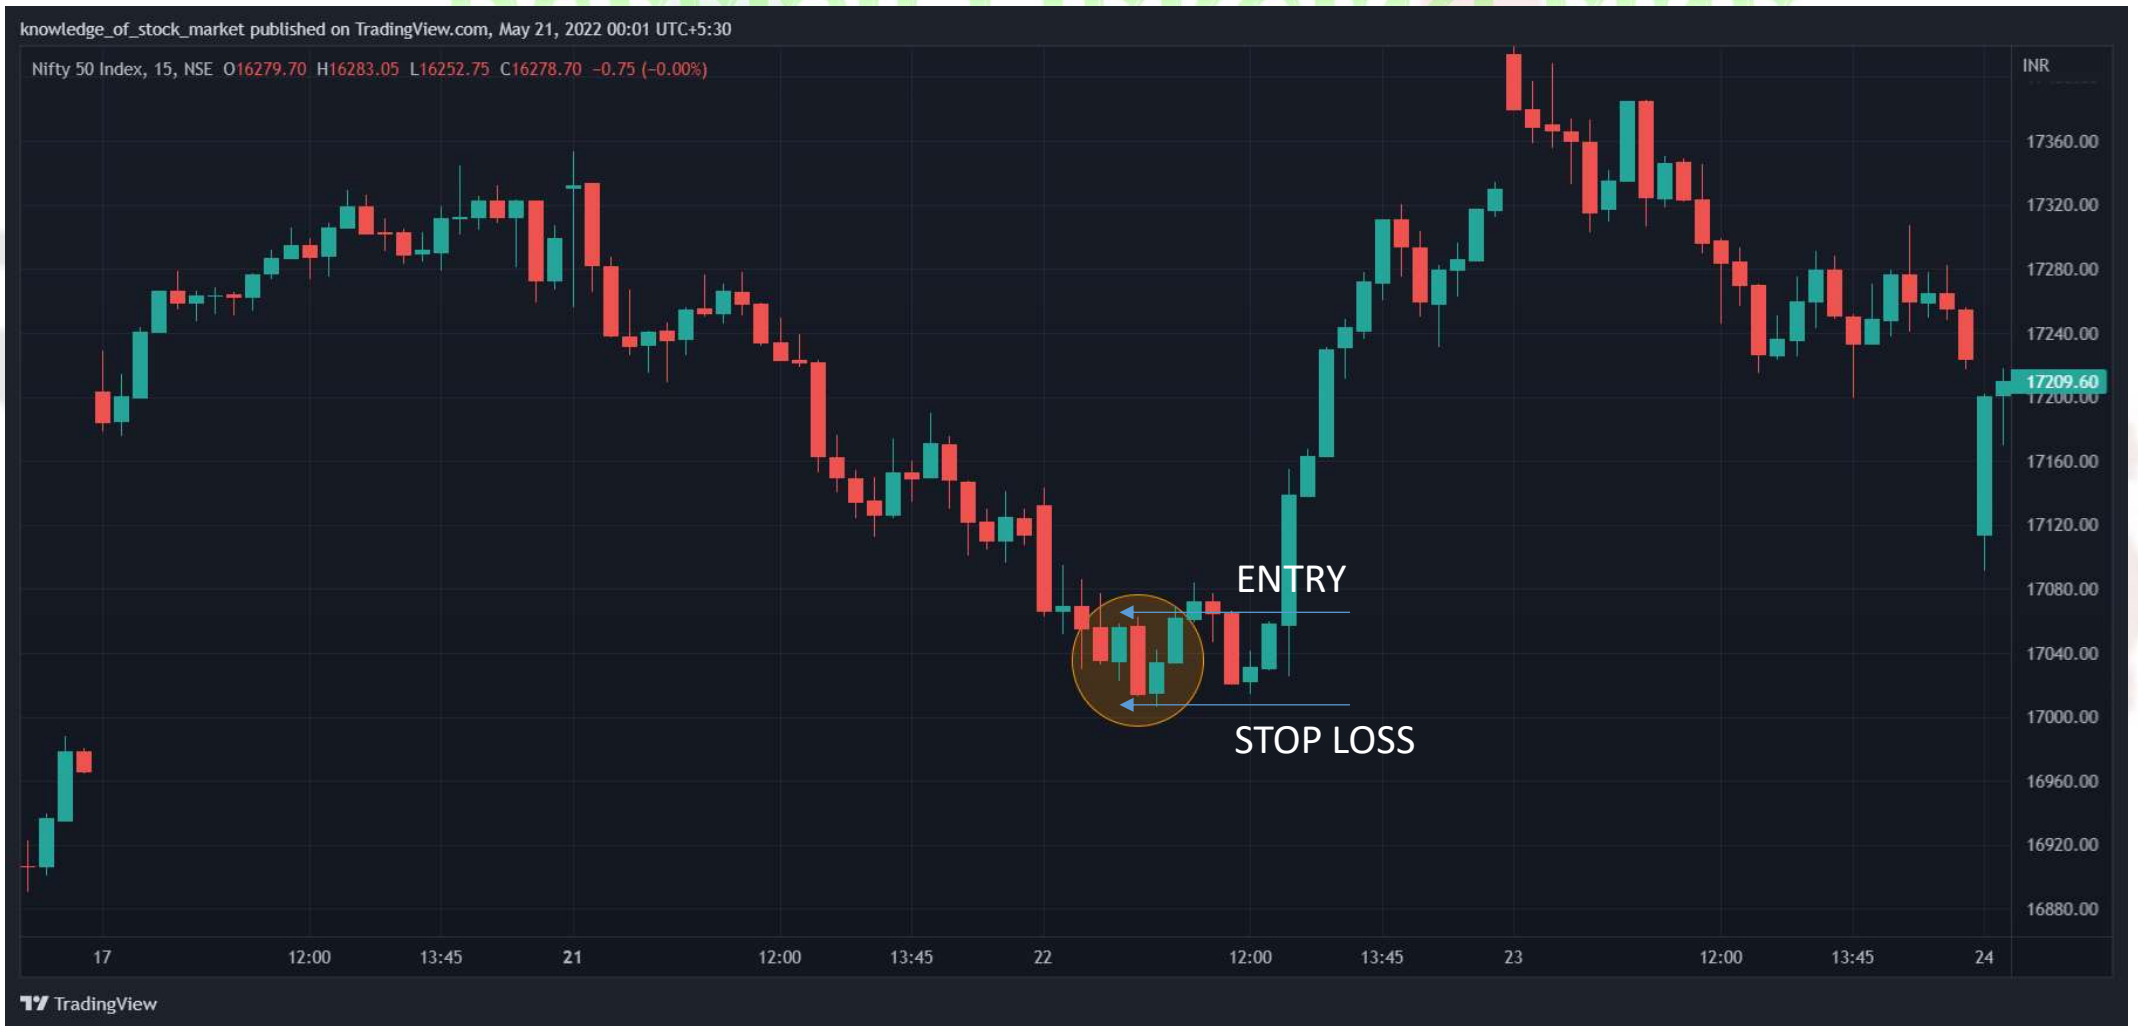 knowledge_of_stock_market published on TradingView.com, May 21, 2022 00:01 UTC+5:30
Nifty 50 Index, 15, NSE O16279.70 H16283.05 L16252.75 C16278.70 −0.75 (−0.00%)
INR
17360.00
17320.00
17280.00
17240.00
17209.60
17200.00
17160.00
17120.00
17080.00
17040.00
17000.00
16960.00
16920.00
16880.00
ENTRY
STOP LOSS
17 12:00 13:45 21 12:00 13:45 22 12:00 13:45 23 12:00 13:45 24
TradingView